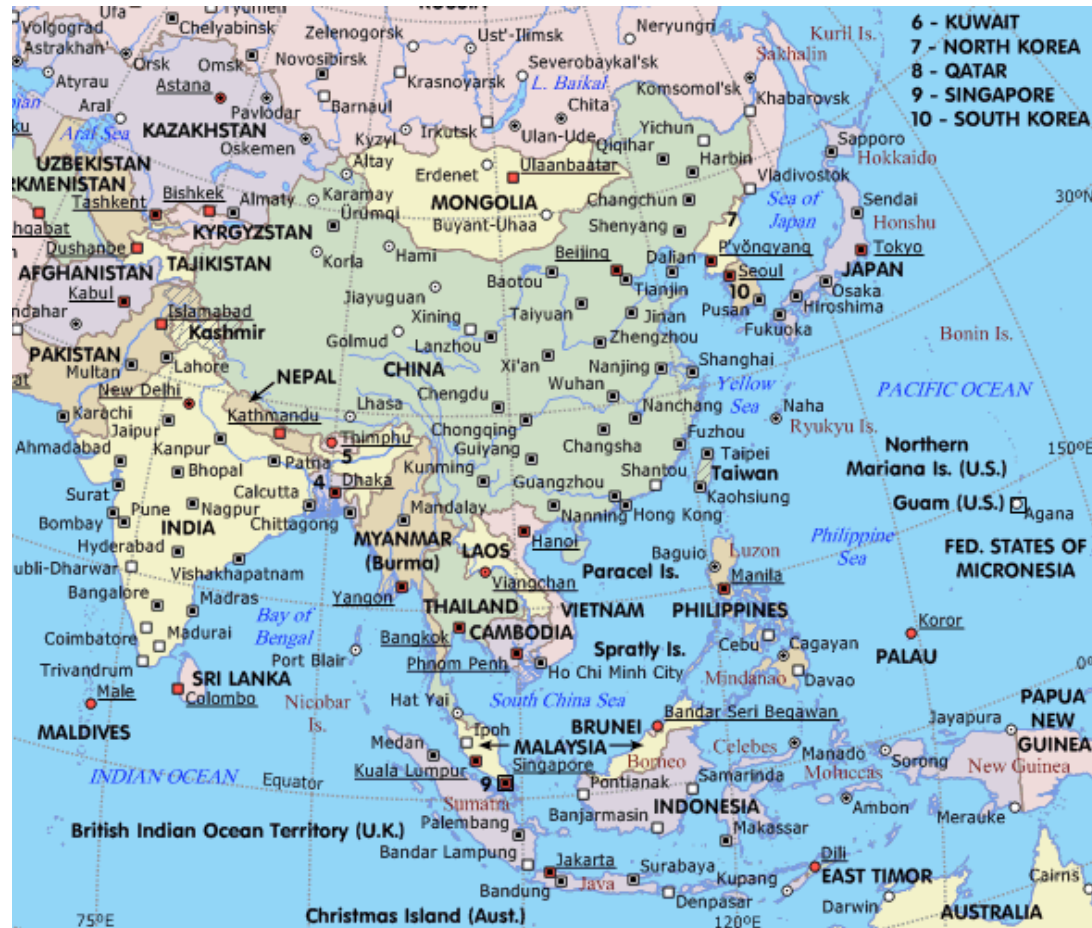 RUSSIA
Ufa
Tyumen
Chelyabinsk
Zelenogorsk
Ust'-Ilimsk
Neryungri
Kuril Is.
6 - KUWAIT
7 - NORTH KOREA
8 - QATAR
9 - SINGAPORE
10 - SOUTH KOREA
Volgograd
Astrakhan'
Orsk
Omsk
Novosibirsk
Krasnoyarsk
Severobaykal'sk
Sakhalin
Atyrau
Astana
Pavlodar
Barnaul
L. Baikal
Chita
Komsomol'sk
Khabarovsk
Aral
Aral Sea
KAZAKHSTAN
Oskemen
Kyzyl
Irkutsk
Ulan-Ude
Yichun
Qiqihar
Harbin
Sapporo
Hokkaido
UZBEKISTAN
RKMENISTAN
Altay
Erdenet
Ulaanbaatar
Vladivostok
Tashkent
Bishkek
Almaty
Karamay
Ürümqi
MONGOLIA
Buyant-Uhaa
Changchun
Sea of
Japan
Sendai
Honshu
30ºN
hqabat
KYRGYZSTAN
Shenyang
7
Dushanbe
TAJIKISTAN
Korla
Hami
Beijing
Dalian
P'yŏngyang
Seoul
Tokyo
JAPAN
AFGHANISTAN
Kabul
Jiayuguan
Baotou
Tianjin
10
Osaka
Hiroshima
ndahar
Islamabad
Kashmir
Xining
Golmud
Lanzhou
Taiyuan
Jinan
Pusan
Fukuoka
Bonin Is.
PAKISTAN
Multan
Lahore
Zhengzhou
NEPAL
CHINA
Xi'an
Nanjing
Shanghai
New Delhi
Chengdu
Wuhan
Yellow
Sea
PACIFIC OCEAN
Karachi
Jaipur
Kathmandu
Lhasa
Nanchang
Naha
Ryukyu Is.
Ahmadabad
Kanpur
Thimphu
5
Chongqing
Changsha
Fuzhou
Northern
Mariana Is. (U.S.)
150ºE
Bhopal
Patna
Kunming
Guiyang
Taipei
Taiwan
Surat
4
Dhaka
Guangzhou
Shantou
Kaohsiung
Guam (U.S.)
Agana
Pune
Nagpur
Calcutta
Mandalay
Nanning
Hong Kong
Bombay
INDIA
Chittagong
MYANMAR
(Burma)
LAOS
Hanoi
Philippine
Sea
FED. STATES OF
MICRONESIA
Hyderabad
Baguio
Luzon
ubli-Dharwar
Vishakhapatnam
Viangchan
Paracel Is.
Manila
Bangalore
Madras
Yangon
THAILAND
VIETNAM
PHILIPPINES
Bay of
Bengal
Koror
Coimbatore
Madurai
Bangkok
CAMBODIA
Cebu
Cagayan
PALAU
Trivandrum
Port Blair
Phnom Penh
Spratly Is.
Ho Chi Minh City
Mindanao
Davao
0º
Male
SRI LANKA
Colombo
Nicobar
Is.
South China Sea
Hat Yai
PAPUA
NEW
GUINEA
MALDIVES
Ipoh
BRUNEI
Bandar Seri Begawan
Jayapura
Medan
MALAYSIA
Celebes
Manado
Sorong
New Guinea
INDIAN OCEAN
Equator
Kuala Lumpur
Singapore
Borneo
Moluccas
9
Sumatra
Pontianak
Samarinda
INDONESIA
Ambon
Merauke
British Indian Ocean Territory (U.K.)
Palembang
Banjarmasin
Makassar
Bandar Lampung
Jakarta
Surabaya
Kupang
Dili
EAST TIMOR
Cairns
Bandung
Java
Denpasar
Darwin
75ºE
Christmas Island (Aust.)
120ºE
AUSTRALIA